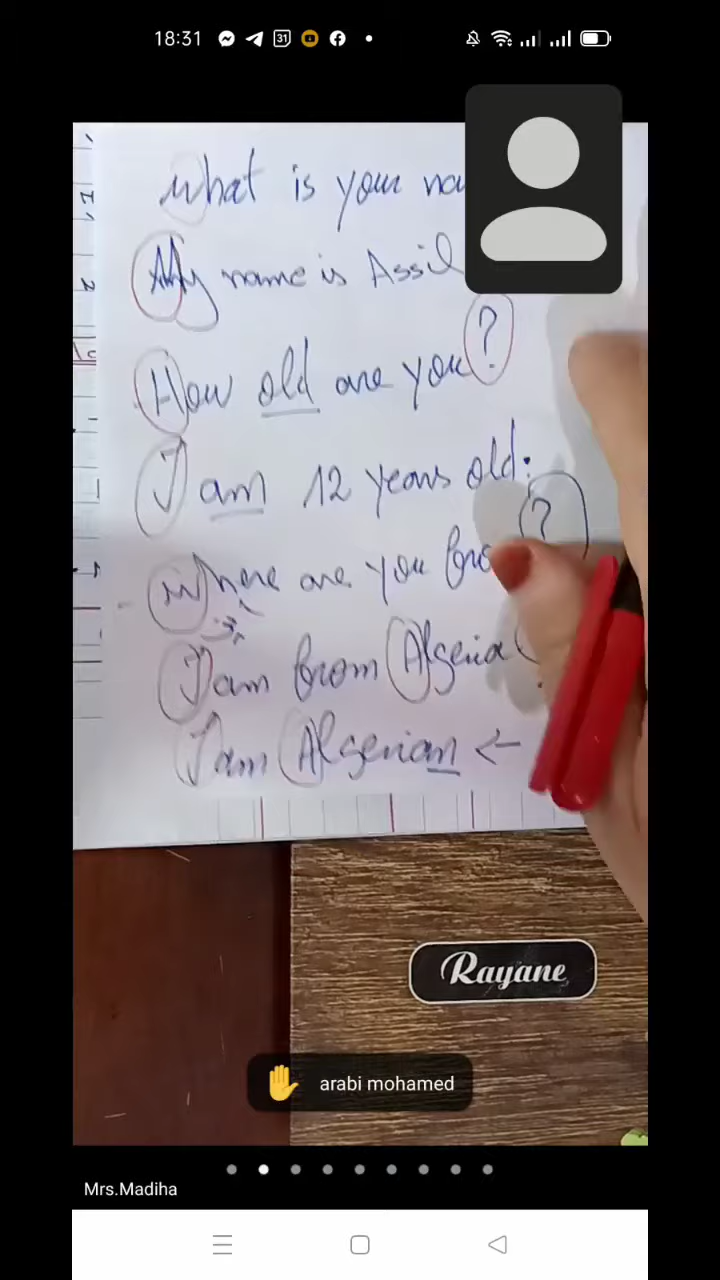 18:31
31
what is your
My name is Assil
How old are you?
I am 12 years old.
Where are you ?
I am from Algeria
I am Algerian ←
Rayane
arabi mohamed
Mrs.Madiha